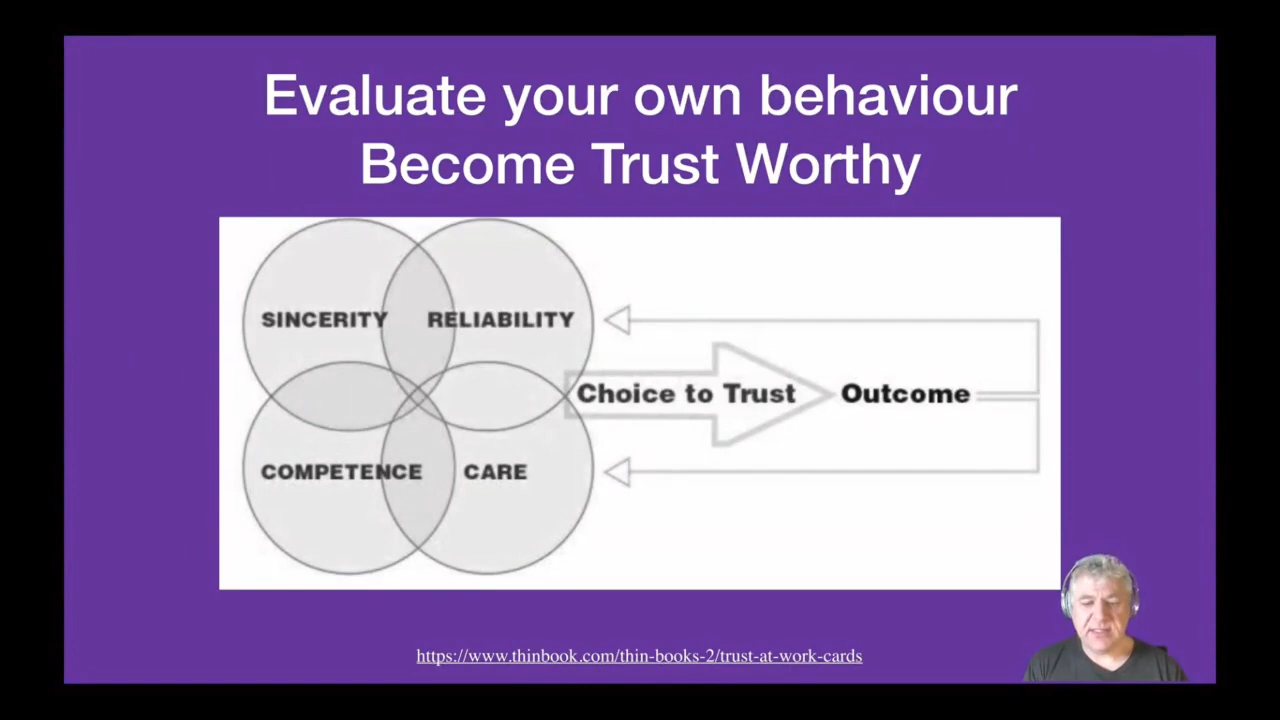 Evaluate your own behaviour
Become Trust Worthy
SINCERITY
RELIABILITY
Choice to Trust
Outcome
COMPETENCE
CARE
https://www.thinbook.com/thin-books-2/trust-at-work-cards